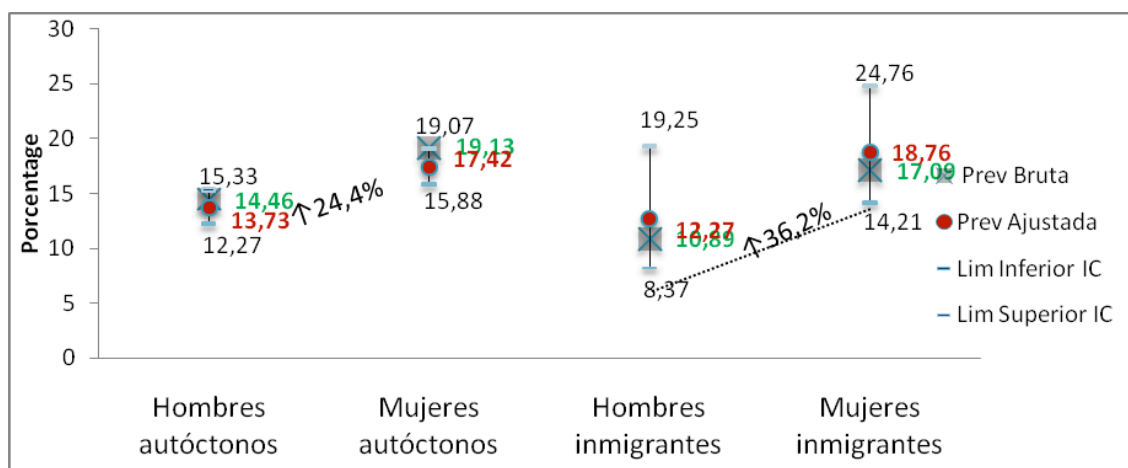 30
25
20
15
10
5
0
Porcentage
15,33
14,46
13,73
12,27
↑24,4%
19,07
19,13
17,42
15,88
19,25
12,27
10,89
8,37
↑36,2%
24,76
18,76
17,09
14,21
Prev Bruta
Prev Ajustada
Lim Inferior IC
Lim Superior IC
Hombres
autóctonos
Mujeres
autóctonos
Hombres
inmigrantes
Mujeres
inmigrantes